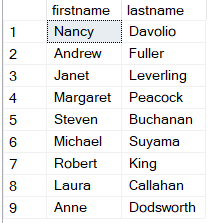 firstname lastname
1 Nancy Davolio
2 Andrew Fuller
3 Janet Leverling
4 Margaret Peacock
5 Steven Buchanan
6 Michael Suyama
7 Robert King
8 Laura Callahan
9 Anne Dodsworth